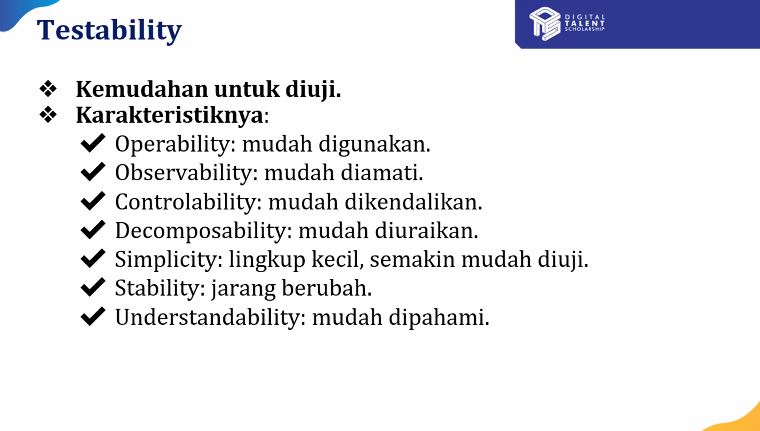 Testability
DIGITAL
TALENT
SCHOLARSHIP
Kemudahan untuk diuji.
Karakteristiknya:
Operability: mudah digunakan.
Observability: mudah diamati.
Controlability: mudah dikendalikan.
Decomposability: mudah diuraikan.
Simplicity: lingkup kecil, semakin mudah diuji.
Stability: jarang berubah.
Understandability: mudah dipahami.